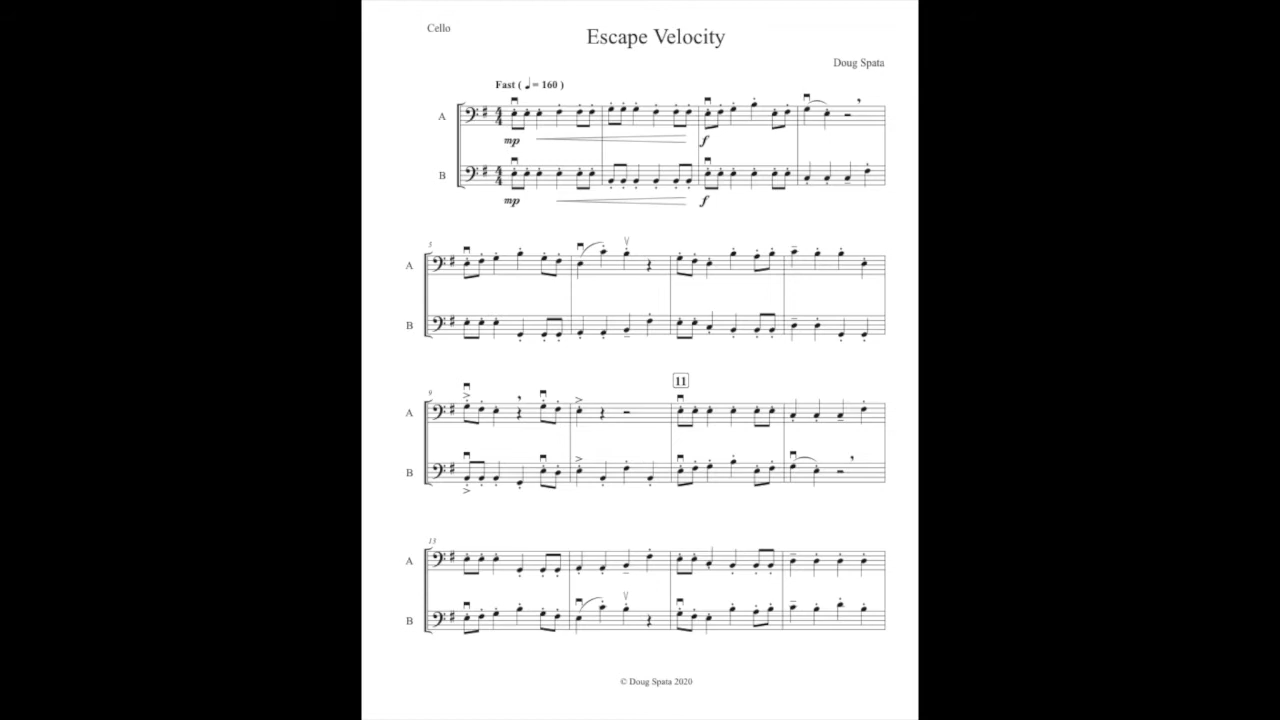 Cello
Escape Velocity
Doug Spata
Fast ( ♩ = 160 )
A
mp
f
B
mp
f
5
A
B
9
11
A
B
13
A
B
© Doug Spata 2020